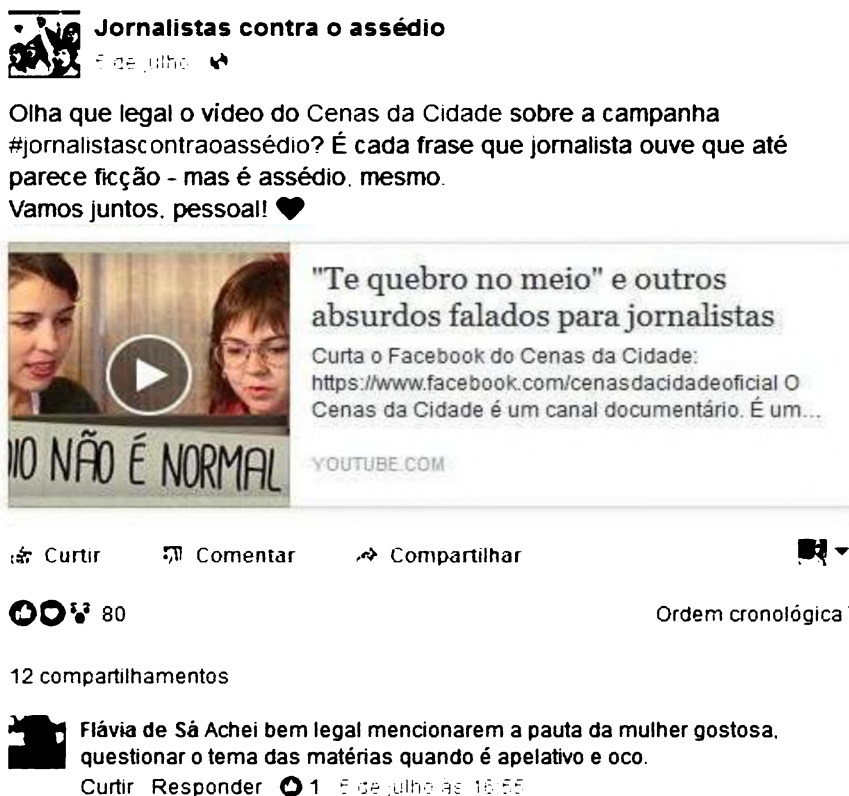 Jornalistas contra o assédio
5 de julho
Olha que legal o vídeo do Cenas da Cidade sobre a campanha
#jornalistascontraoassédio? É cada frase que jornalista ouve que até
parece ficção - mas é assédio, mesmo.
Vamos juntos, pessoal!
"Te quebro no meio" e outros
absurdos falados para jornalistas
Curta o Facebook do Cenas da Cidade:
https://www.facebook.com/cenasdacidadeoficial O
Cenas da Cidade é um canal documentário. É um...
IO NÃO É NORMAL
YOUTUBE.COM
Curtir Comentar Compartilhar
80 Ordem cronológica
12 compartilhamentos
Flávia de Sá Achei bem legal mencionarem a pauta da mulher gostosa,
questionar o tema das matérias quando é apelativo e oco.
Curtir Responder 1 5 de julho às 16:55